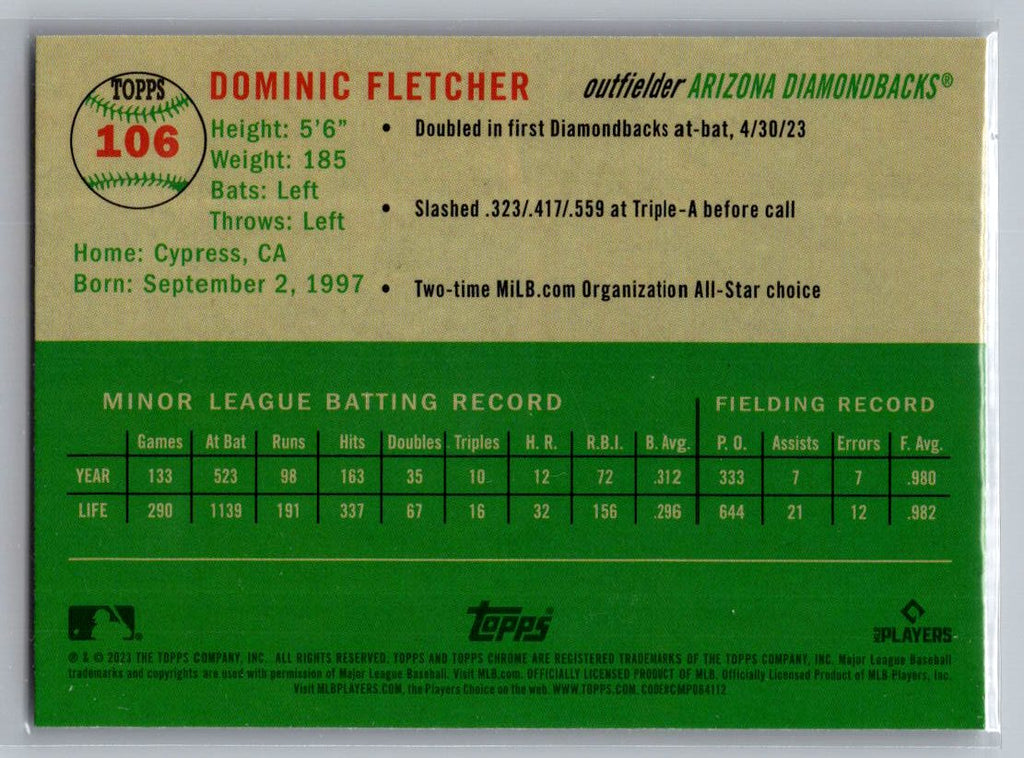 TOPPS
106
DOMINIC FLETCHER
outfielder ARIZONA DIAMONDBACKS®
Height: 5'6"
Weight: 185
Bats: Left
Throws: Left
Home: Cypress, CA
Born: September 2, 1997
• Doubled in first Diamondbacks at-bat, 4/30/23
• Slashed .323/.417/.559 at Triple-A before call
• Two-time MiLB.com Organization All-Star choice
MINOR LEAGUE BATTING RECORD FIELDING RECORD
Games At Bat Runs Hits Doubles Triples H. R. R.B.I. B. Avg. P. O. Assists Errors F. Avg.
YEAR 133 523 98 163 35 10 12 72 .312 333 7 7 .980
LIFE 290 1139 191 337 67 16 32 156 .296 644 21 12 .982
Topps®
MLB PLAYERS
® & © 2023 THE TOPPS COMPANY, INC. ALL RIGHTS RESERVED. TOPPS AND TOPPS CHROME ARE REGISTERED TRADEMARKS OF THE TOPPS COMPANY, INC. Major League Baseball
trademarks and copyrights are used with permission of Major League Baseball. Visit MLB.com. OFFICIALLY LICENSED PRODUCT OF MLB. Officially Licensed Product of MLB Players, Inc.
Visit MLBPLAYERS.COM, the Players Choice on the web. WWW.TOPPS.COM. CODE#CMP084112